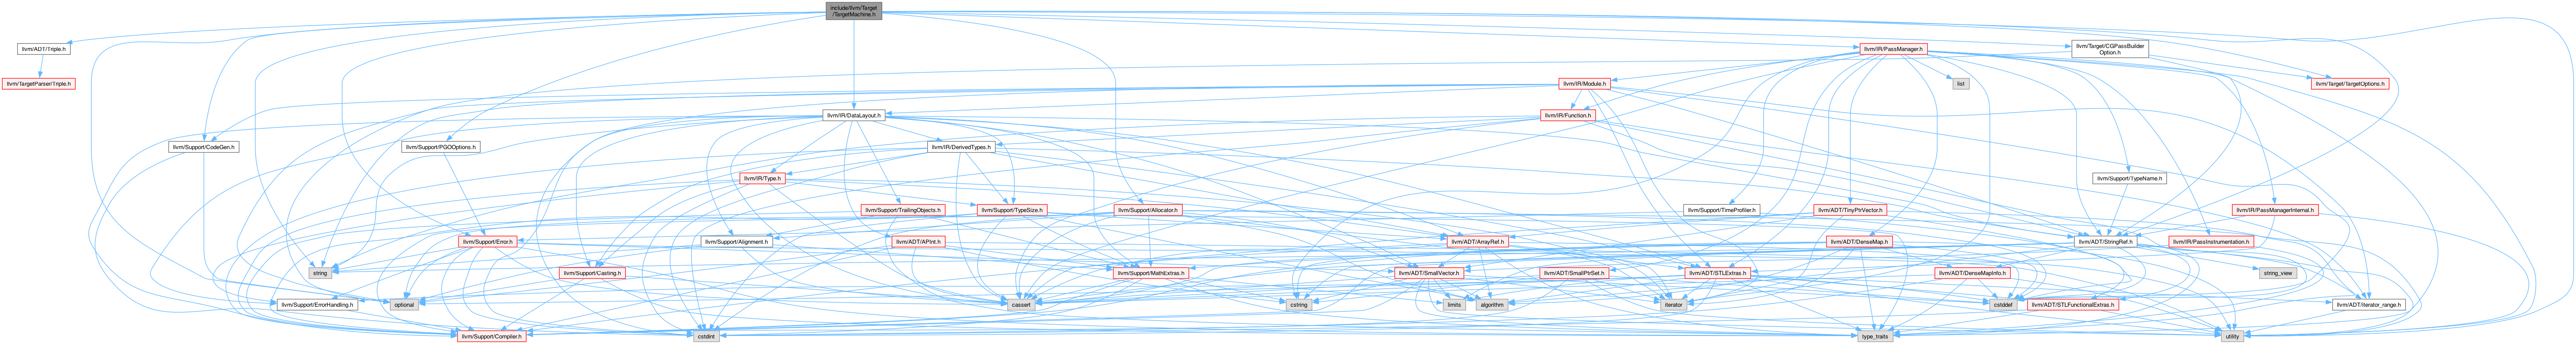 include/llvm/Target
/TargetMachine.h
llvm/ADT/Triple.h
llvm/IR/PassManager.h
llvm/Target/CGPassBuilder
Option.h
llvm/TargetParser/Triple.h
llvm/IR/Module.h
list
llvm/Target/TargetOptions.h
llvm/IR/DataLayout.h
llvm/IR/Function.h
llvm/Support/CodeGen.h
llvm/Support/PGOOptions.h
llvm/IR/DerivedTypes.h
llvm/IR/Type.h
llvm/Support/TypeName.h
llvm/Support/TrailingObjects.h
llvm/Support/TypeSize.h
llvm/Support/Allocator.h
llvm/Support/TimeProfiler.h
llvm/ADT/TinyPtrVector.h
llvm/IR/PassManagerInternal.h
llvm/Support/Error.h
llvm/Support/Alignment.h
llvm/ADT/APInt.h
llvm/ADT/ArrayRef.h
llvm/ADT/DenseMap.h
llvm/ADT/StringRef.h
llvm/IR/PassInstrumentation.h
string
llvm/Support/Casting.h
llvm/Support/MathExtras.h
llvm/ADT/SmallVector.h
llvm/ADT/SmallPtrSet.h
llvm/ADT/STLExtras.h
llvm/ADT/DenseMapInfo.h
string_view
llvm/Support/ErrorHandling.h
optional
cassert
cstring
limits
algorithm
iterator
cstddef
llvm/ADT/STLFunctionalExtras.h
llvm/ADT/iterator_range.h
llvm/Support/Compiler.h
cstdint
type_traits
utility